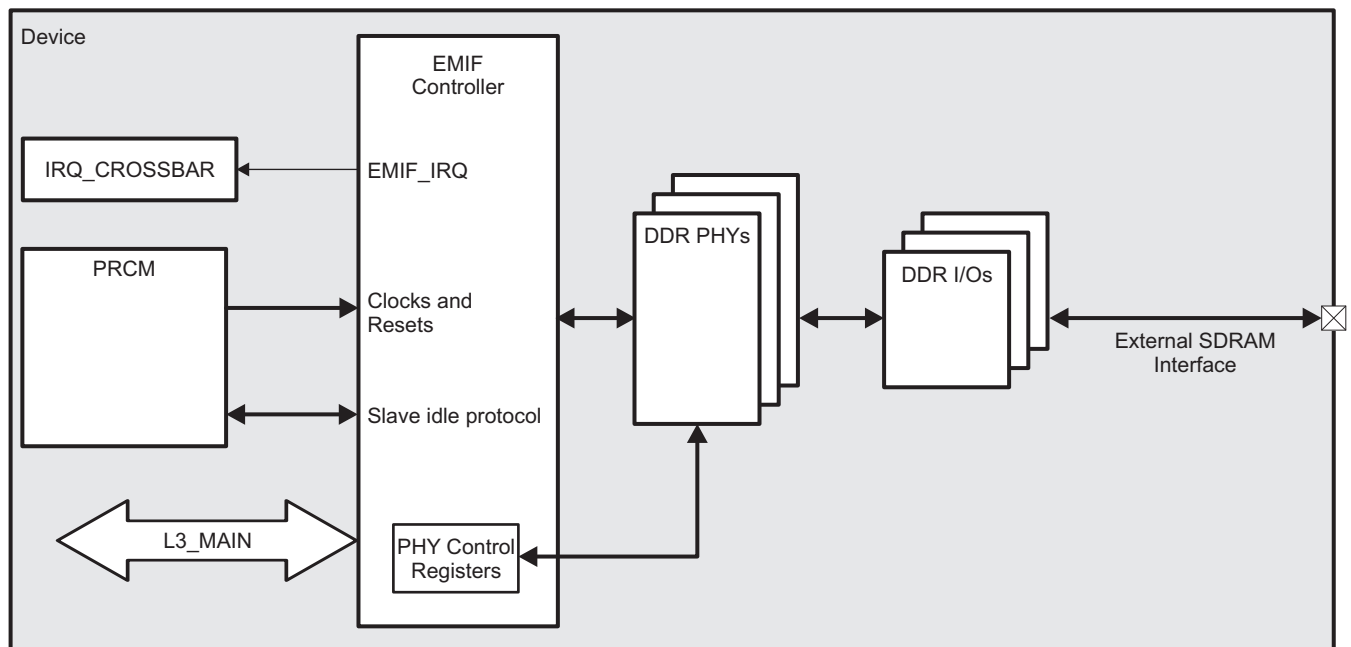 Device
EMIF
Controller
IRQ_CROSSBAR
EMIF_IRQ
DDR PHYs
DDR I/Os
PRCM
Clocks and
Resets
External SDRAM
Interface
Slave idle protocol
L3_MAIN
PHY Control
Registers